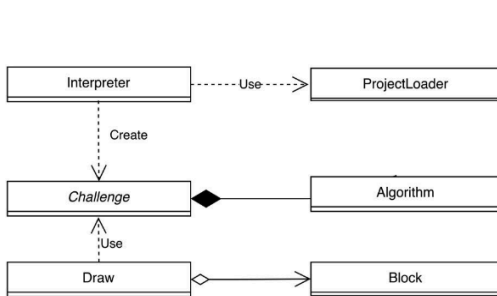 Interpreter
Use
ProjectLoader
Create
Challenge
Algorithm
Use
Draw
Block